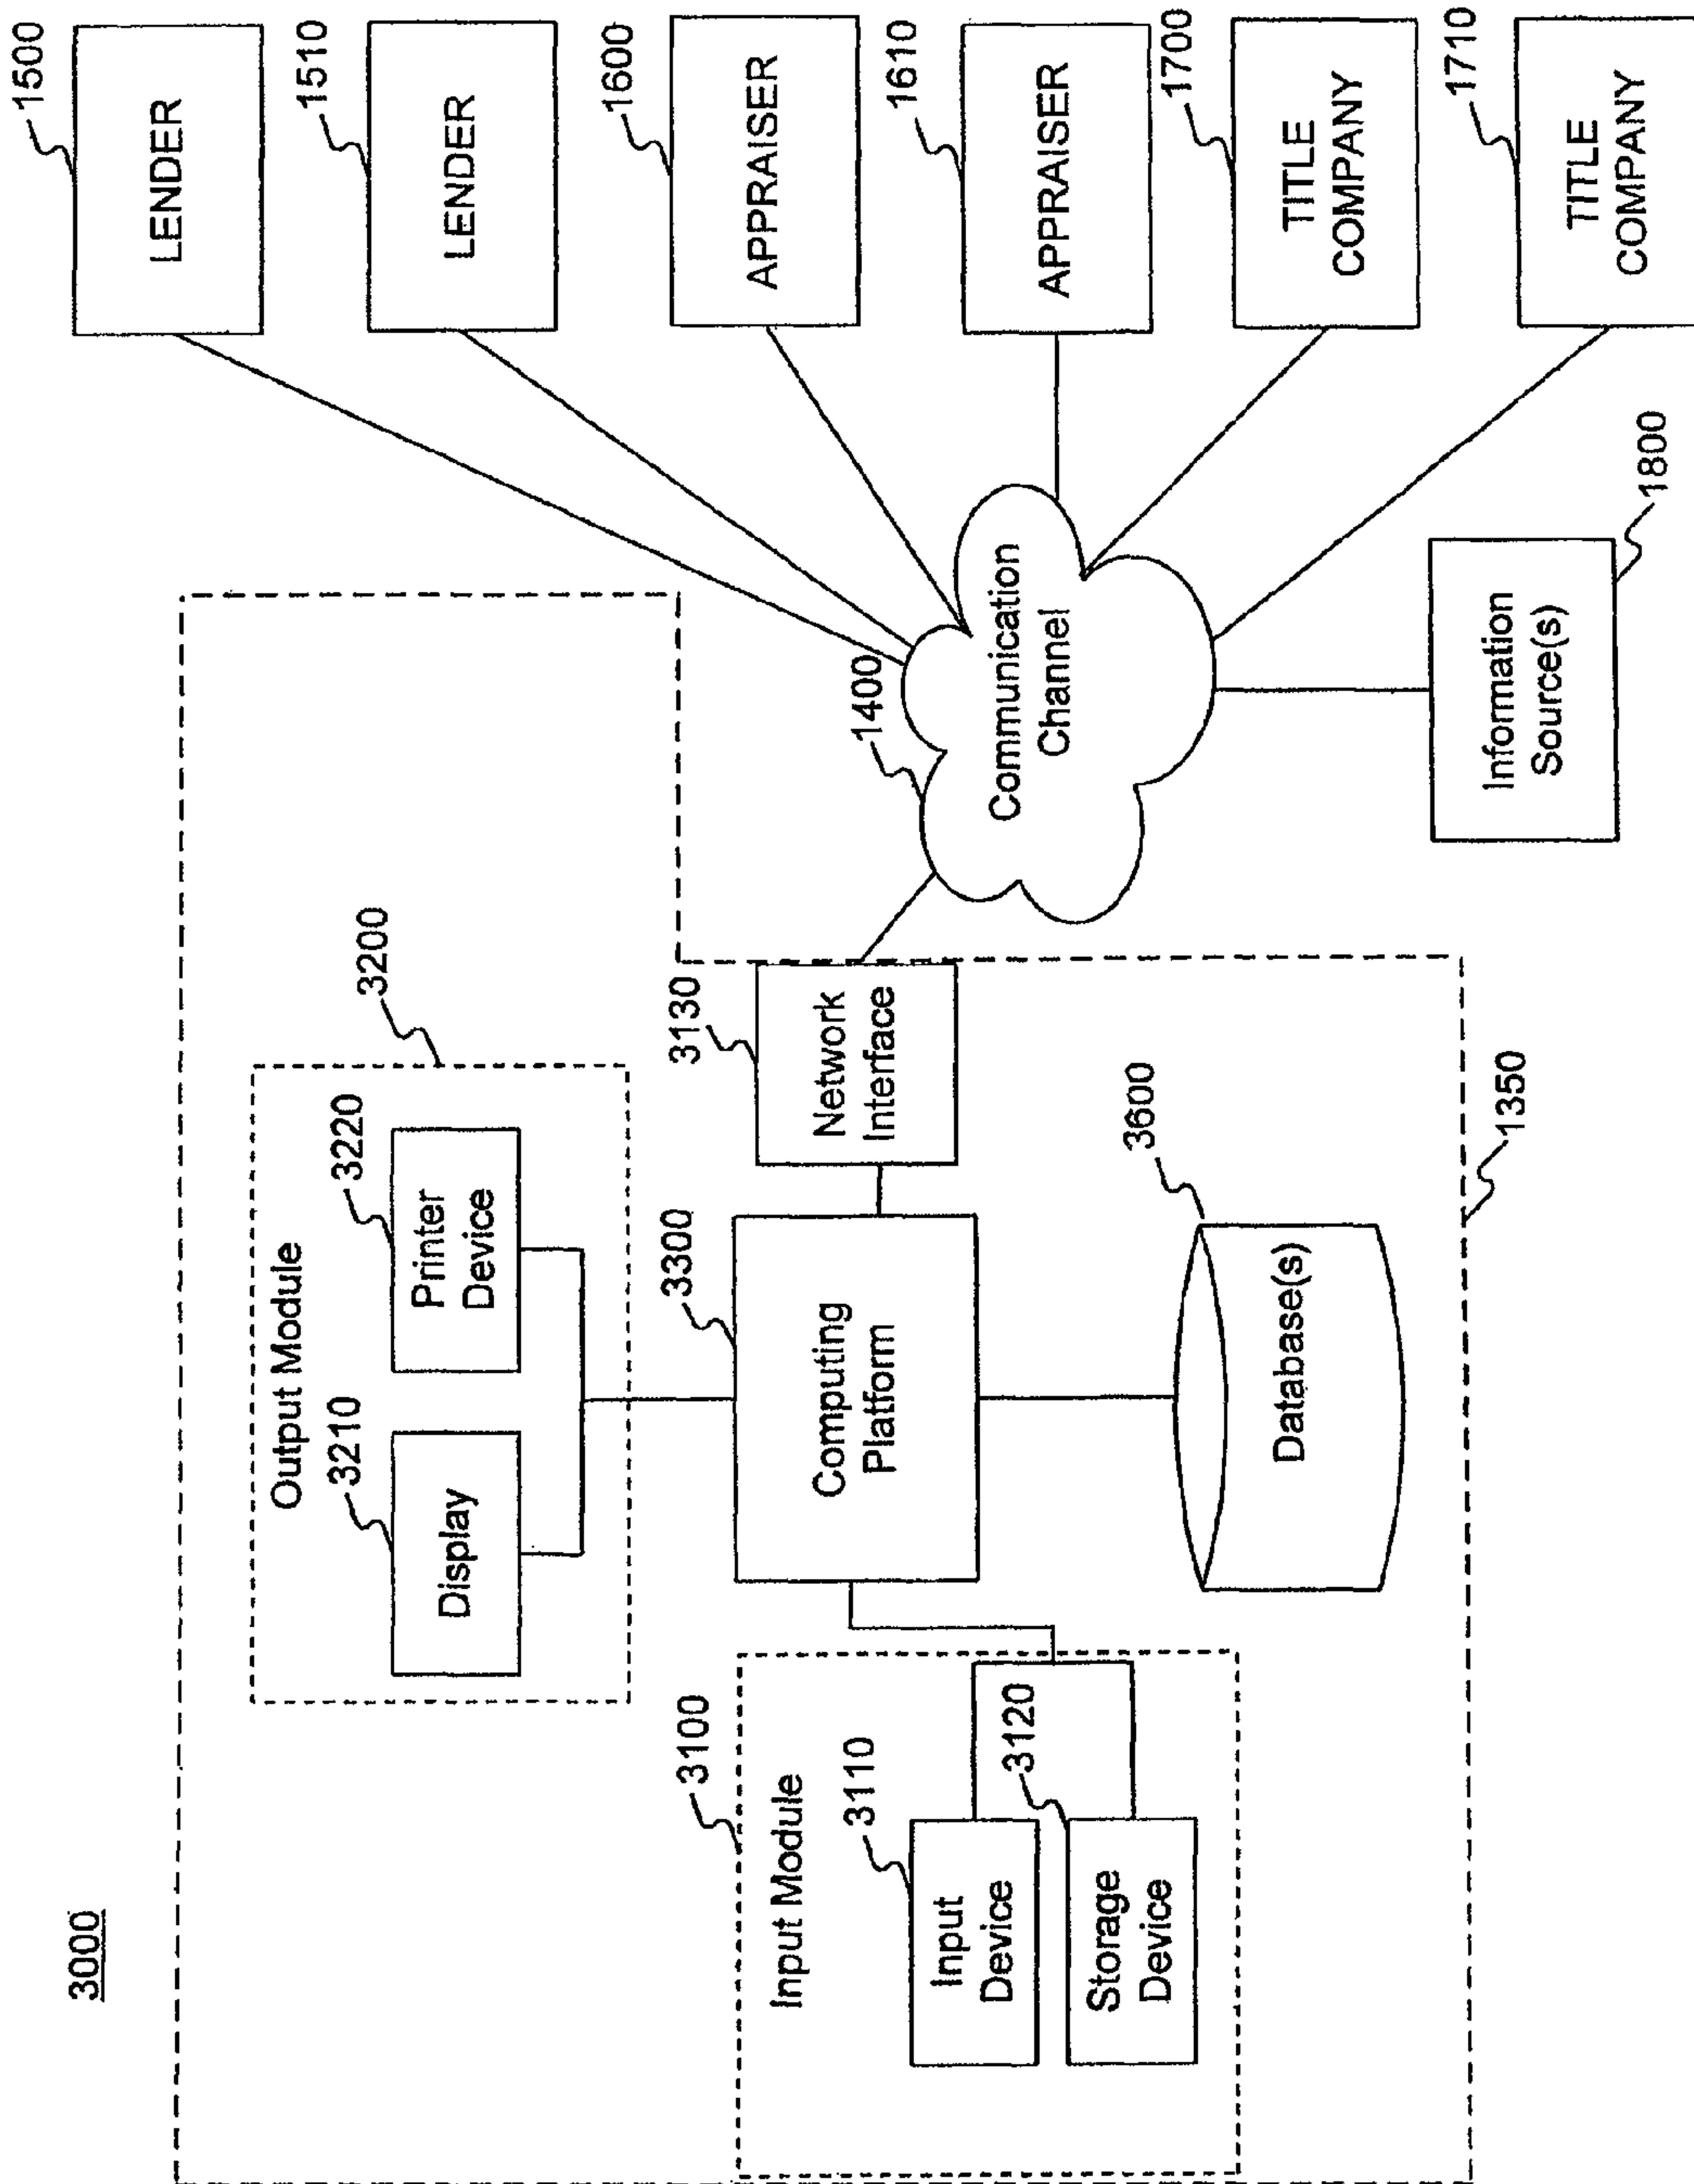 3000
Output Module
3200
3210
Display
3220
Printer
Device
3100
Input Module
3110
Input
Device
3120
Storage
Device
3300
Computing
Platform
3130
Network
Interface
3600
Database(s)
1350
1400
Communication
Channel
1500
LENDER
1510
LENDER
1600
APPRAISER
1610
APPRAISER
1700
TITLE
COMPANY
1710
TITLE
COMPANY
Information
Source(s)
1800